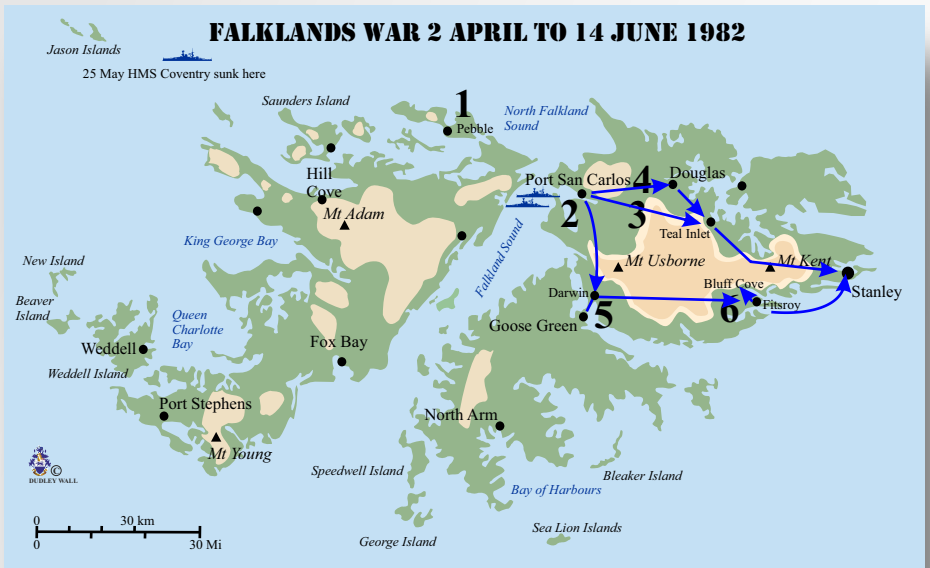 FALKLANDS WAR 2 APRIL TO 14 JUNE 1982
Jason Islands
25 May HMS Coventry sunk here
Saunders Island
1
Pebble
North Falkland
Sound
Hill
Cove
Mt Adam
Port San Carlos
4
Douglas
2
3
Teal Inlet
King George Bay
Falkland Sound
Mt Usborne
Mt Kent
New Island
Beaver
Island
Queen
Charlotte
Bay
Darwin
Bluff Cove
Stanley
Goose Green
5
6
Fitsroy
Weddell
Fox Bay
Weddell Island
Port Stephens
North Arm
Mt Young
Speedwell Island
Bleaker Island
Bay of Harbours
©
DUDLEY WALL
George Island
Sea Lion Islands
0
30 km
0
30 Mi